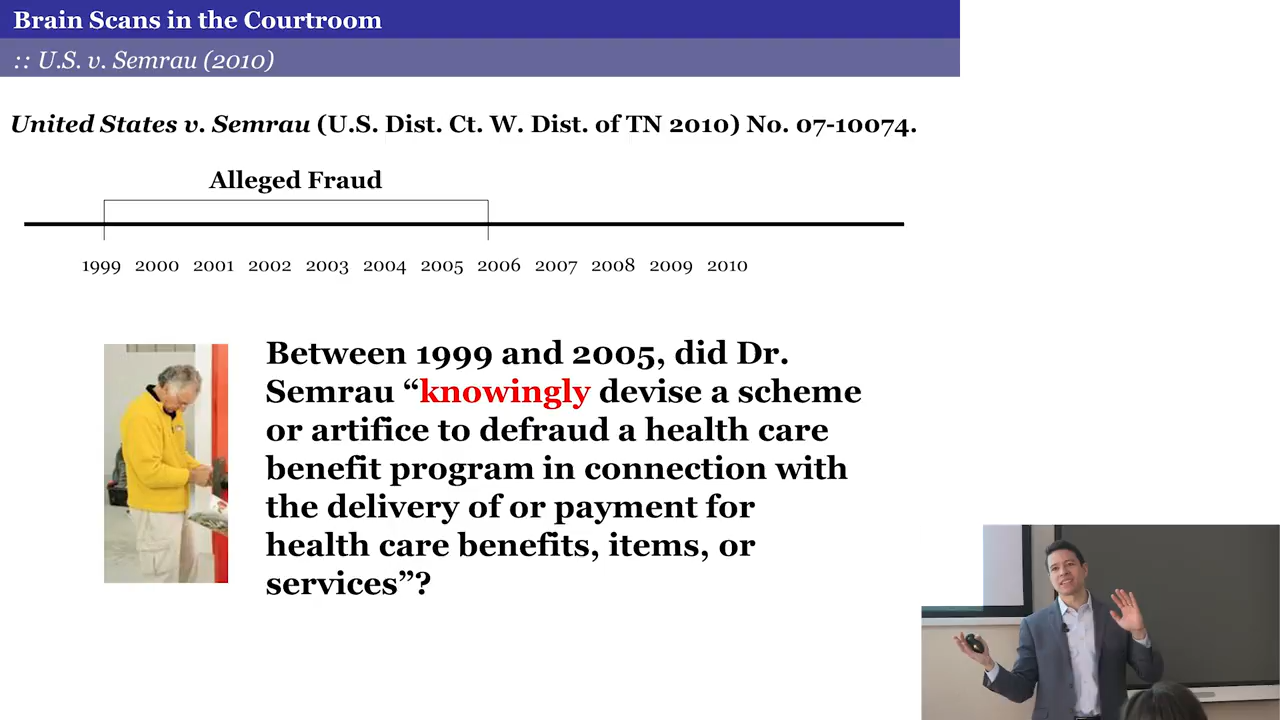 Brain Scans in the Courtroom
:: U.S. v. Semrau (2010)
United States v. Semrau (U.S. Dist. Ct. W. Dist. of TN 2010) No. 07-10074.
Alleged Fraud
1999 2000 2001 2002 2003 2004 2005 2006 2007 2008 2009 2010
Between 1999 and 2005, did Dr.
Semrau “knowingly devise a scheme
or artifice to defraud a health care
benefit program in connection with
the delivery of or payment for
health care benefits, items, or
services”?